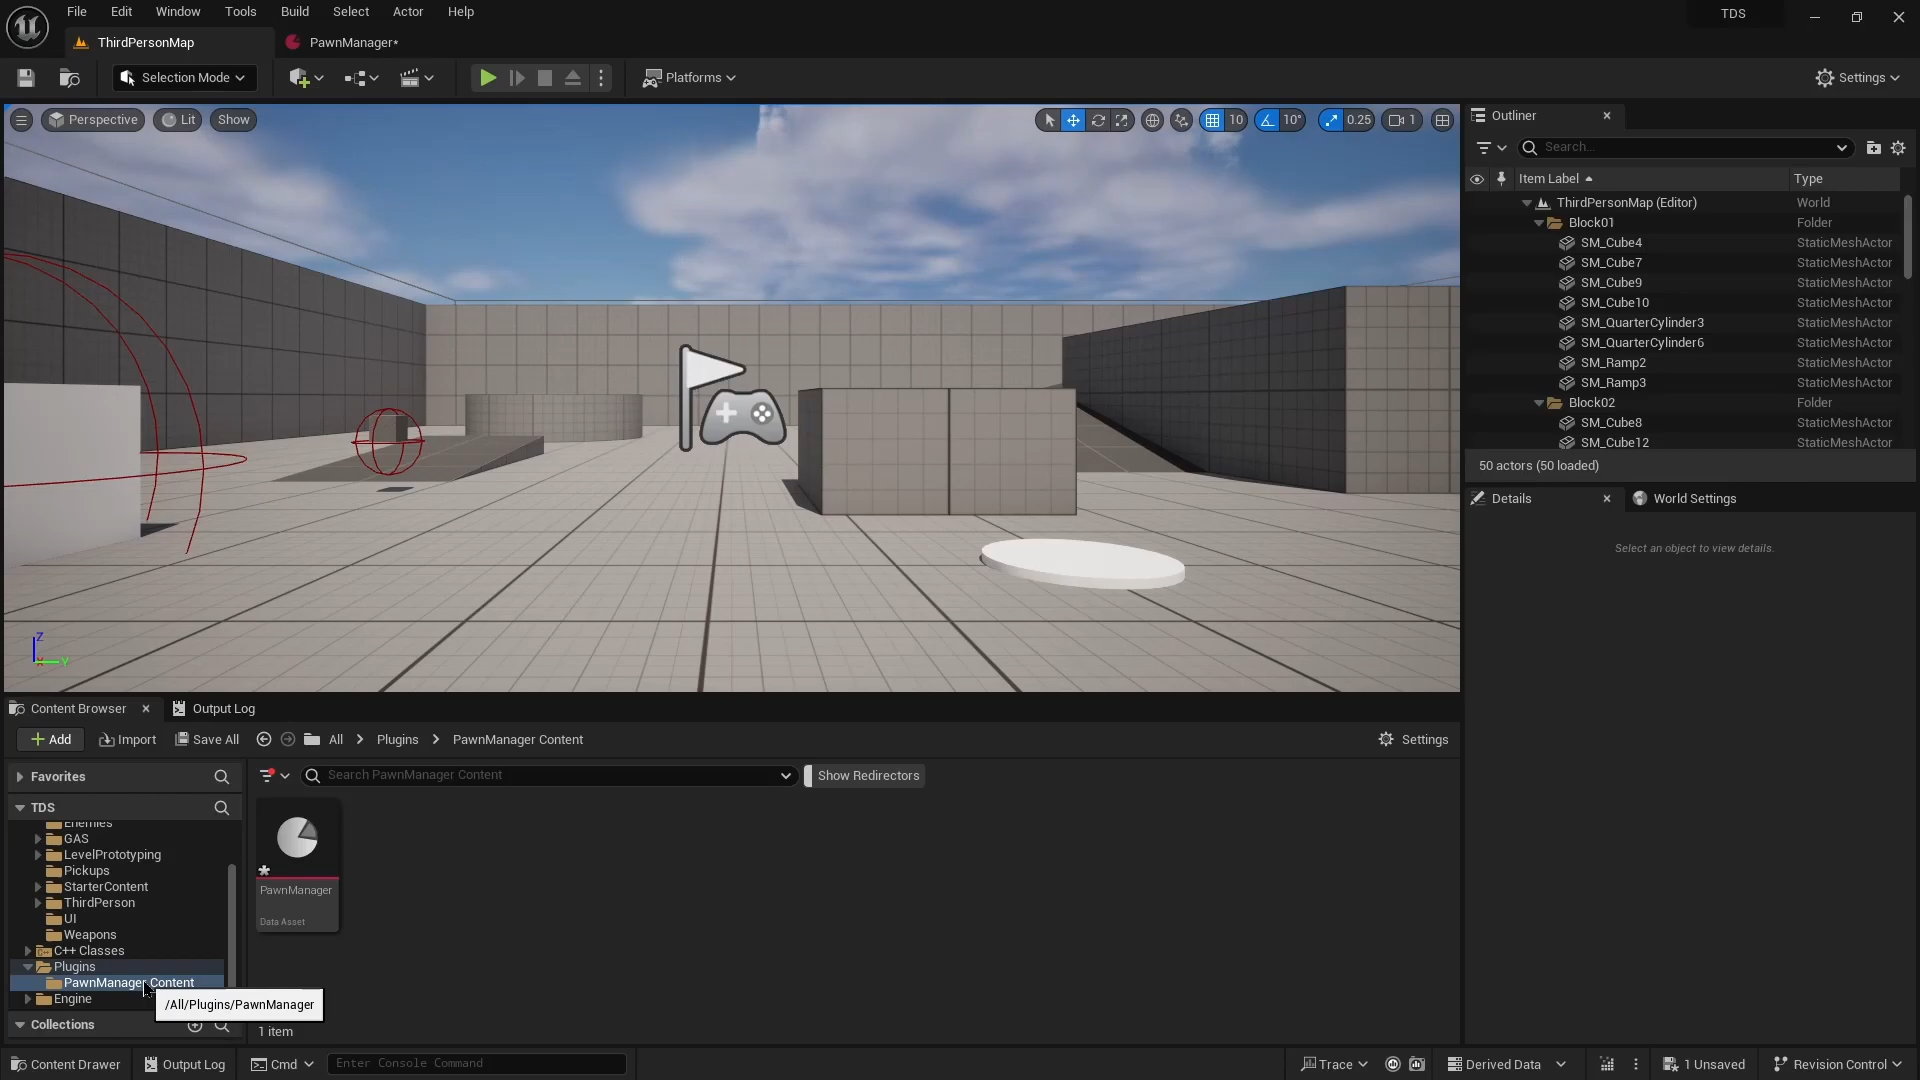 File Edit Window Tools Build Select Actor Help
TDS
ThirdPersonMap
PawnManager*
Selection Mode
Platforms
Settings
Perspective
Lit
Show
10
10°
0.25
1
Z
Y
Outliner
Search...
Item Label
Type
ThirdPersonMap (Editor) World
Block01 Folder
SM_Cube4 StaticMeshActor
SM_Cube7 StaticMeshActor
SM_Cube9 StaticMeshActor
SM_Cube10 StaticMeshActor
SM_QuarterCylinder3 StaticMeshActor
SM_QuarterCylinder6 StaticMeshActor
SM_Ramp2 StaticMeshActor
SM_Ramp3 StaticMeshActor
Block02 Folder
SM_Cube8 StaticMeshActor
SM_Cube12 StaticMeshActor
50 actors (50 loaded)
Details
World Settings
Select an object to view details.
Content Browser
Output Log
Add
Import
Save All
All > Plugins > PawnManager Content
Settings
Favorites
Search PawnManager Content
Show Redirectors
TDS
Enemies
GAS
LevelPrototyping
Pickups
StarterContent
ThirdPerson
UI
Weapons
C++ Classes
Plugins
PawnManager Content
Engine
/All/Plugins/PawnManager
Collections
PawnManager
Data Asset
1 item
Content Drawer
Output Log
Cmd
Enter Console Command
Trace
Derived Data
1 Unsaved
Revision Control